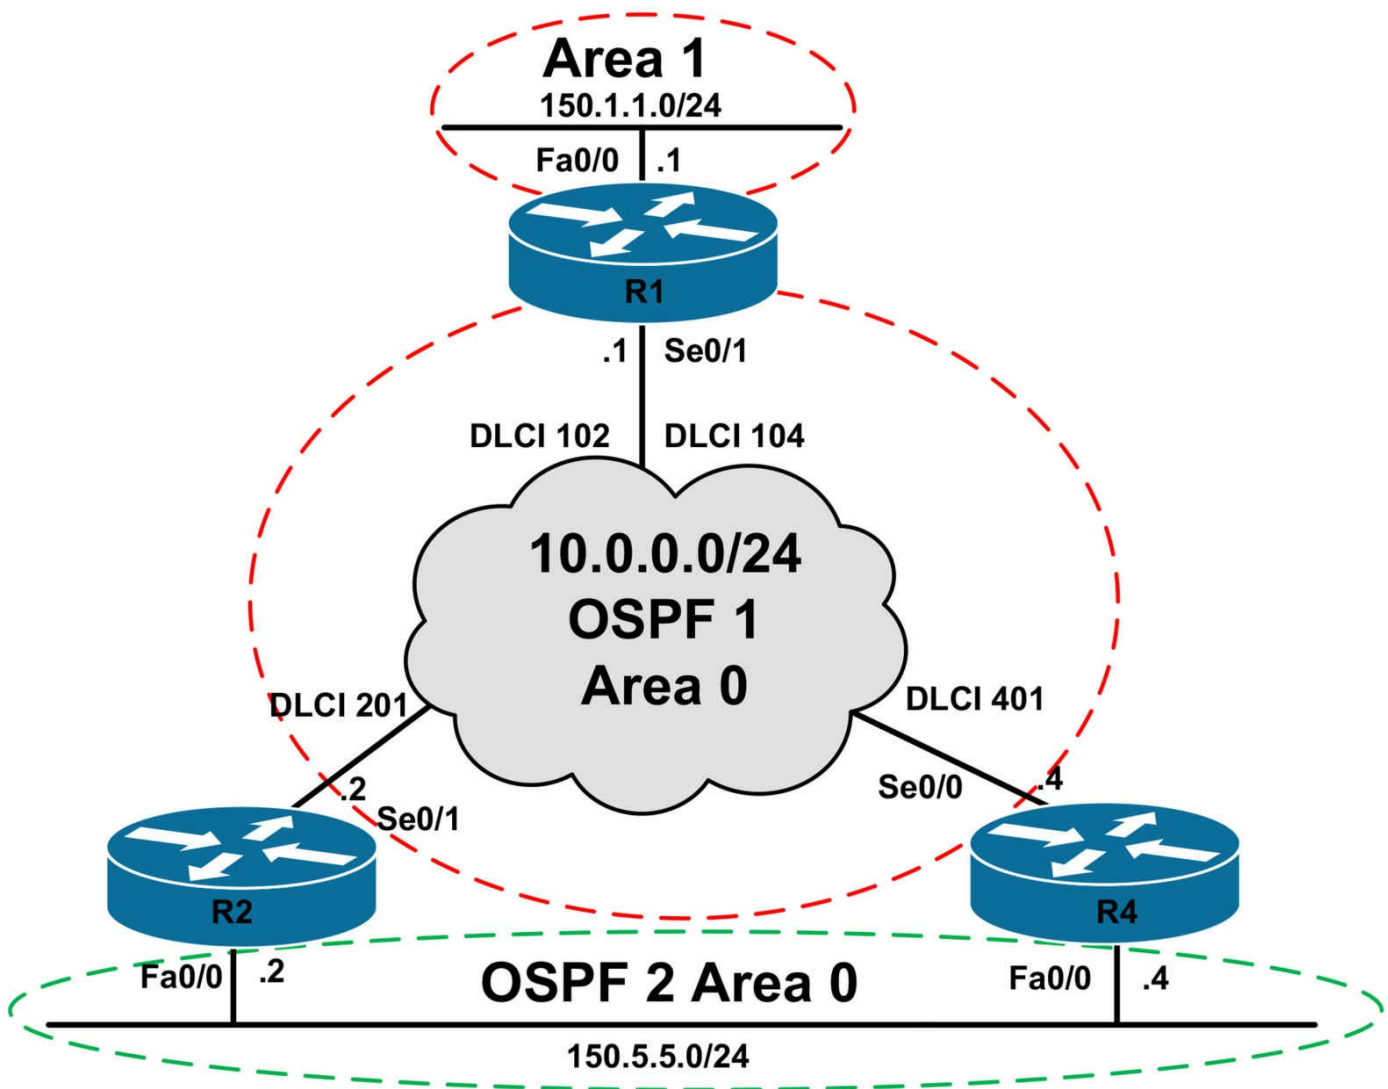 Area 1
150.1.1.0/24
Fa0/0 .1
R1
.1 Se0/1
DLCI 102 DLCI 104
10.0.0.0/24
OSPF 1
Area 0
DLCI 201
DLCI 401
.2
Se0/1
Se0/0
.4
R2
R4
Fa0/0 .2
OSPF 2 Area 0
Fa0/0 .4
150.5.5.0/24